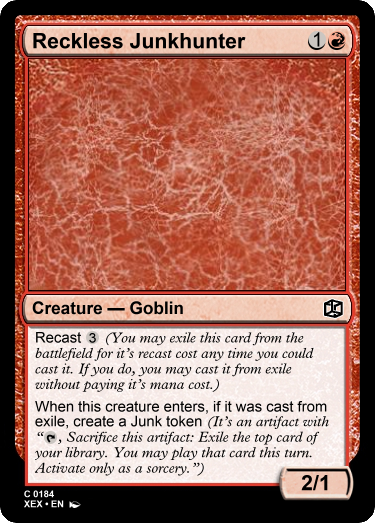 Reckless Junkhunter 1
Creature — Goblin
Recast 3 (You may exile this card from the
battlefield for it's recast cost any time you could
cast it. If you do, you may cast it from exile
without paying it's mana cost.)
When this creature enters, if it was cast from
exile, create a Junk token (It's an artifact with
“, Sacrifice this artifact: Exile the top card of
your library. You may play that card this turn.
Activate only as a sorcery.”)
2/1
C 0184
XEX • EN